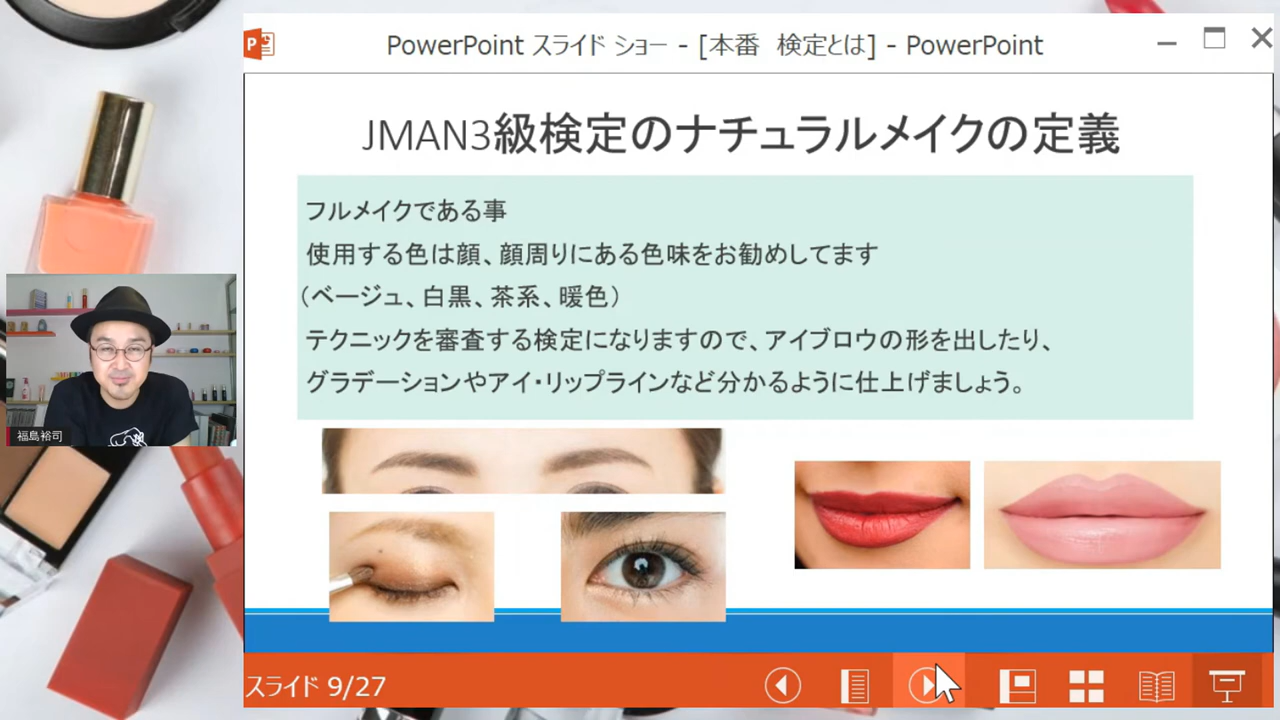 PowerPoint スライド ショー - [本番　検定とは] - PowerPoint
JMAN3級検定のナチュラルメイクの定義
フルメイクである事
使用する色は顔、顔周りにある色味をお勧めしてます
（ベージュ、白黒、茶系、暖色）
テクニックを審査する検定になりますので、アイブロウの形を出したり、
グラデーションやアイ・リップラインなど分かるように仕上げましょう。
福島裕司
スライド 9/27